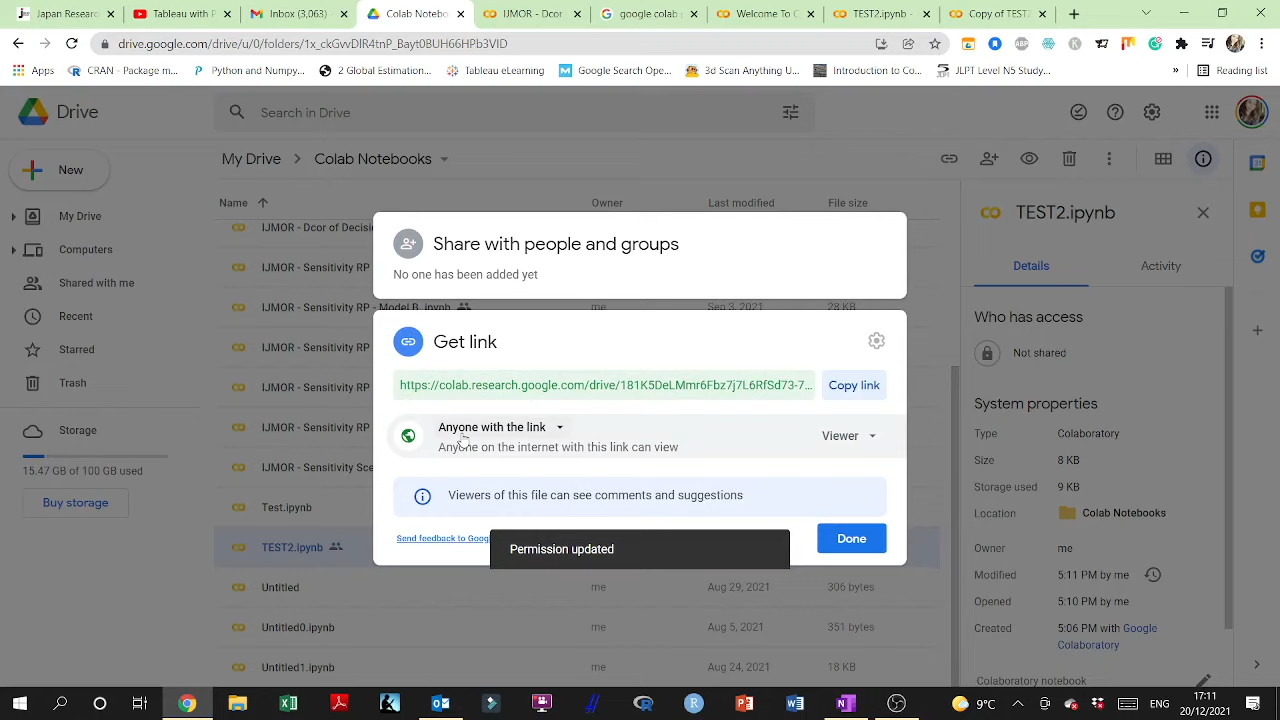 Japan Research
Tableau with P
Inbox (3,063)
Colab Notebo
IJMOR - Dcor
google colab
Welcome To C
TEST2.ipynb -
Copy of TEST2
Apps
CRAN - Package m...
Python NUmpy...
2 Global Estimation...
Tableau eLearning
Google Search Ope...
3d Scan Anything U...
Introduction to Co...
JLPT Level N5 Study...
»
Reading list
Drive
Search in Drive
New
My Drive
Colab Notebooks
TEST2.ipynb
Name
Owner
Last modified
File size
My Drive
Computers
Shared with me
Recent
Starred
Trash
Storage
15.47 GB of 100 GB used
Buy storage
IJMOR - Dcor of Decisi
IJMOR - Sensitivity RP
IJMOR - Sensitivity RP - Model B.ipynb
Sep 3, 2021
28 KB
IJMOR - Sensitivity RP
IJMOR - Sensitivity RP
IJMOR - Sensitivity RP
IJMOR - Sensitivity Sce
Test.ipynb
TEST2.ipynb
Untitled
me
Aug 29, 2021
306 bytes
Untitled0.ipynb
me
Aug 5, 2021
351 bytes
Untitled1.ipynb
me
Aug 24, 2021
18 KB
Share with people and groups
No one has been added yet
Get link
https://colab.research.google.com/drive/181K5DeLMmr6Fbz7j7L6RfSd73-7...
Copy link
Anyone with the link
Anyone on the internet with this link can view
Viewer
Viewers of this file can see comments and suggestions
Send feedback to Goog
Permission updated
Done
Details
Activity
Who has access
Not shared
System properties
Type
Colaboratory
Size
8 KB
Storage used
9 KB
Location
Colab Notebooks
Owner
me
Modified
5:11 PM by me
Opened
5:10 PM by me
Created
5:06 PM with Google
Colaboratory
Colaboratory notebook
9°C
ENG
17:11
20/12/2021